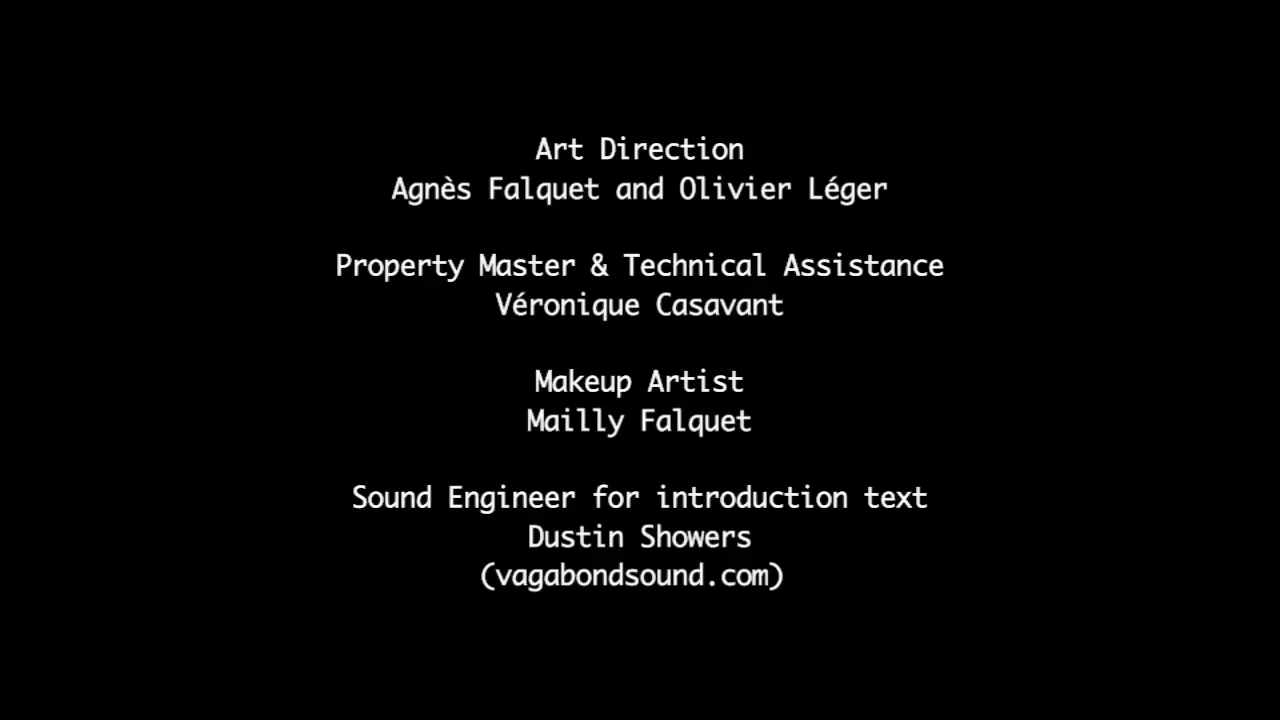 Art Direction
Agnès Falquet and Olivier Léger
Property Master & Technical Assistance
Véronique Casavant
Makeup Artist
Mailly Falquet
Sound Engineer for introduction text
Dustin Showers
(vagabondsound.com)